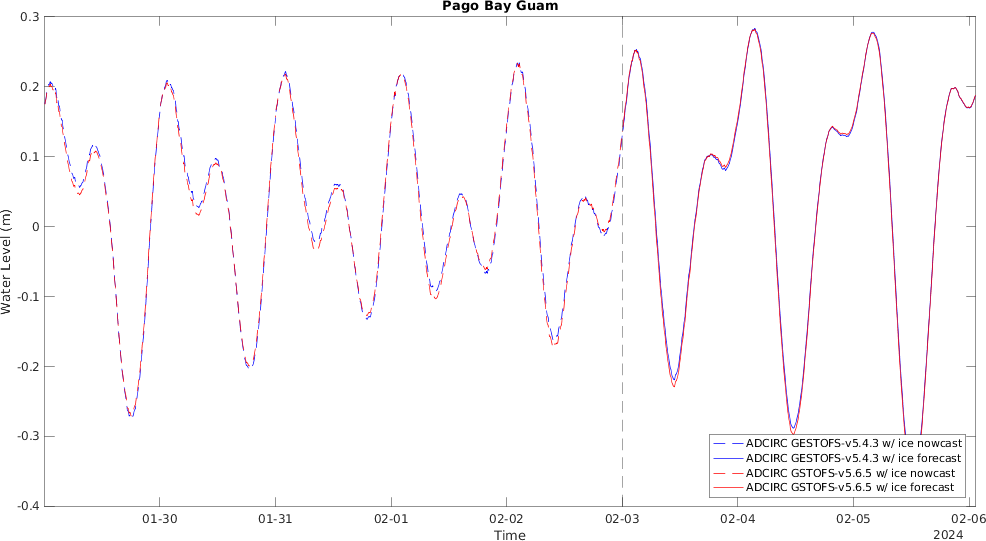 Pago Bay Guam
0.3
0.2
0.1
0
-0.1
-0.2
-0.3
-0.4
Water Level (m)
ADCIRC GESTOFS-v5.4.3 w/ ice nowcast
ADCIRC GESTOFS-v5.4.3 w/ ice forecast
ADCIRC GSTOFS-v5.6.5 w/ ice nowcast
ADCIRC GSTOFS-v5.6.5 w/ ice forecast
01-30 01-31 02-01 02-02 02-03 02-04 02-05 02-06
Time
2024